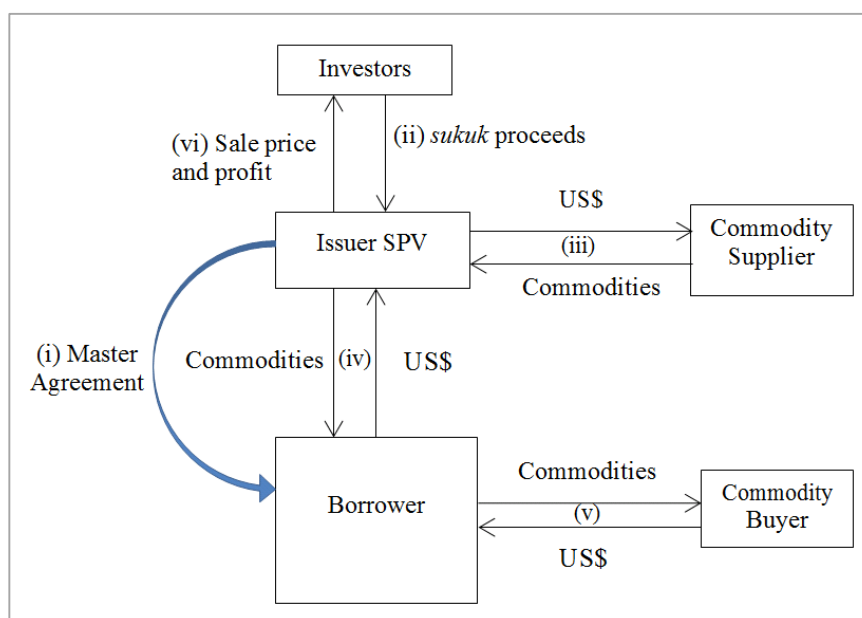 Investors
(vi) Sale price
and profit
(ii) sukuk proceeds
US$
Issuer SPV
(iii)
Commodity
Supplier
Commodities
(i) Master
Agreement
Commodities
(iv)
US$
Borrower
Commodities
(v)
Commodity
Buyer
US$